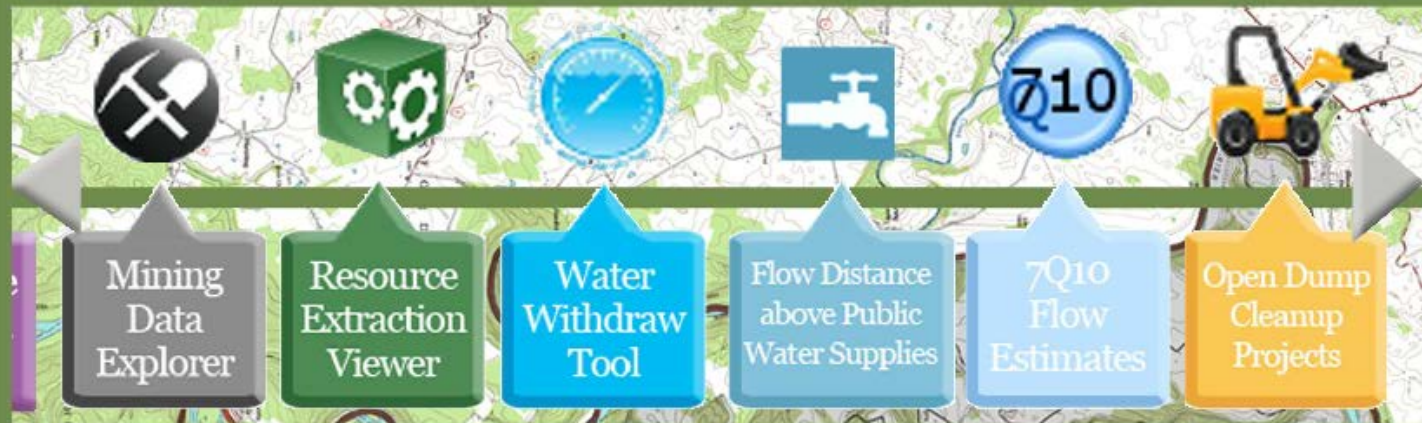 7Q10
Mining
Data
Explorer
Resource
Extraction
Viewer
Water
Withdraw
Tool
Flow Distance
above Public
Water Supplies
7Q10
Flow
Estimates
Open Dump
Cleanup
Projects